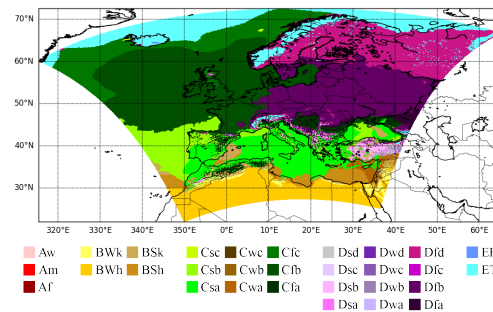 70°N
60°N
50°N
40°N
30°N
320°E 330°E 340°E 350°E 0°E 10°E 20°E 30°E 40°E 50°E 60°E
Aw BWk BSk Csc Cwc Cfc Dsd Dwd Dfd
Am BWh BSh Csb Cwb Cfb Dsc Dwc Dfc
Af Csa Cwa Cfa Dsb Dwb Dfb
Dsa Dwa Dfa